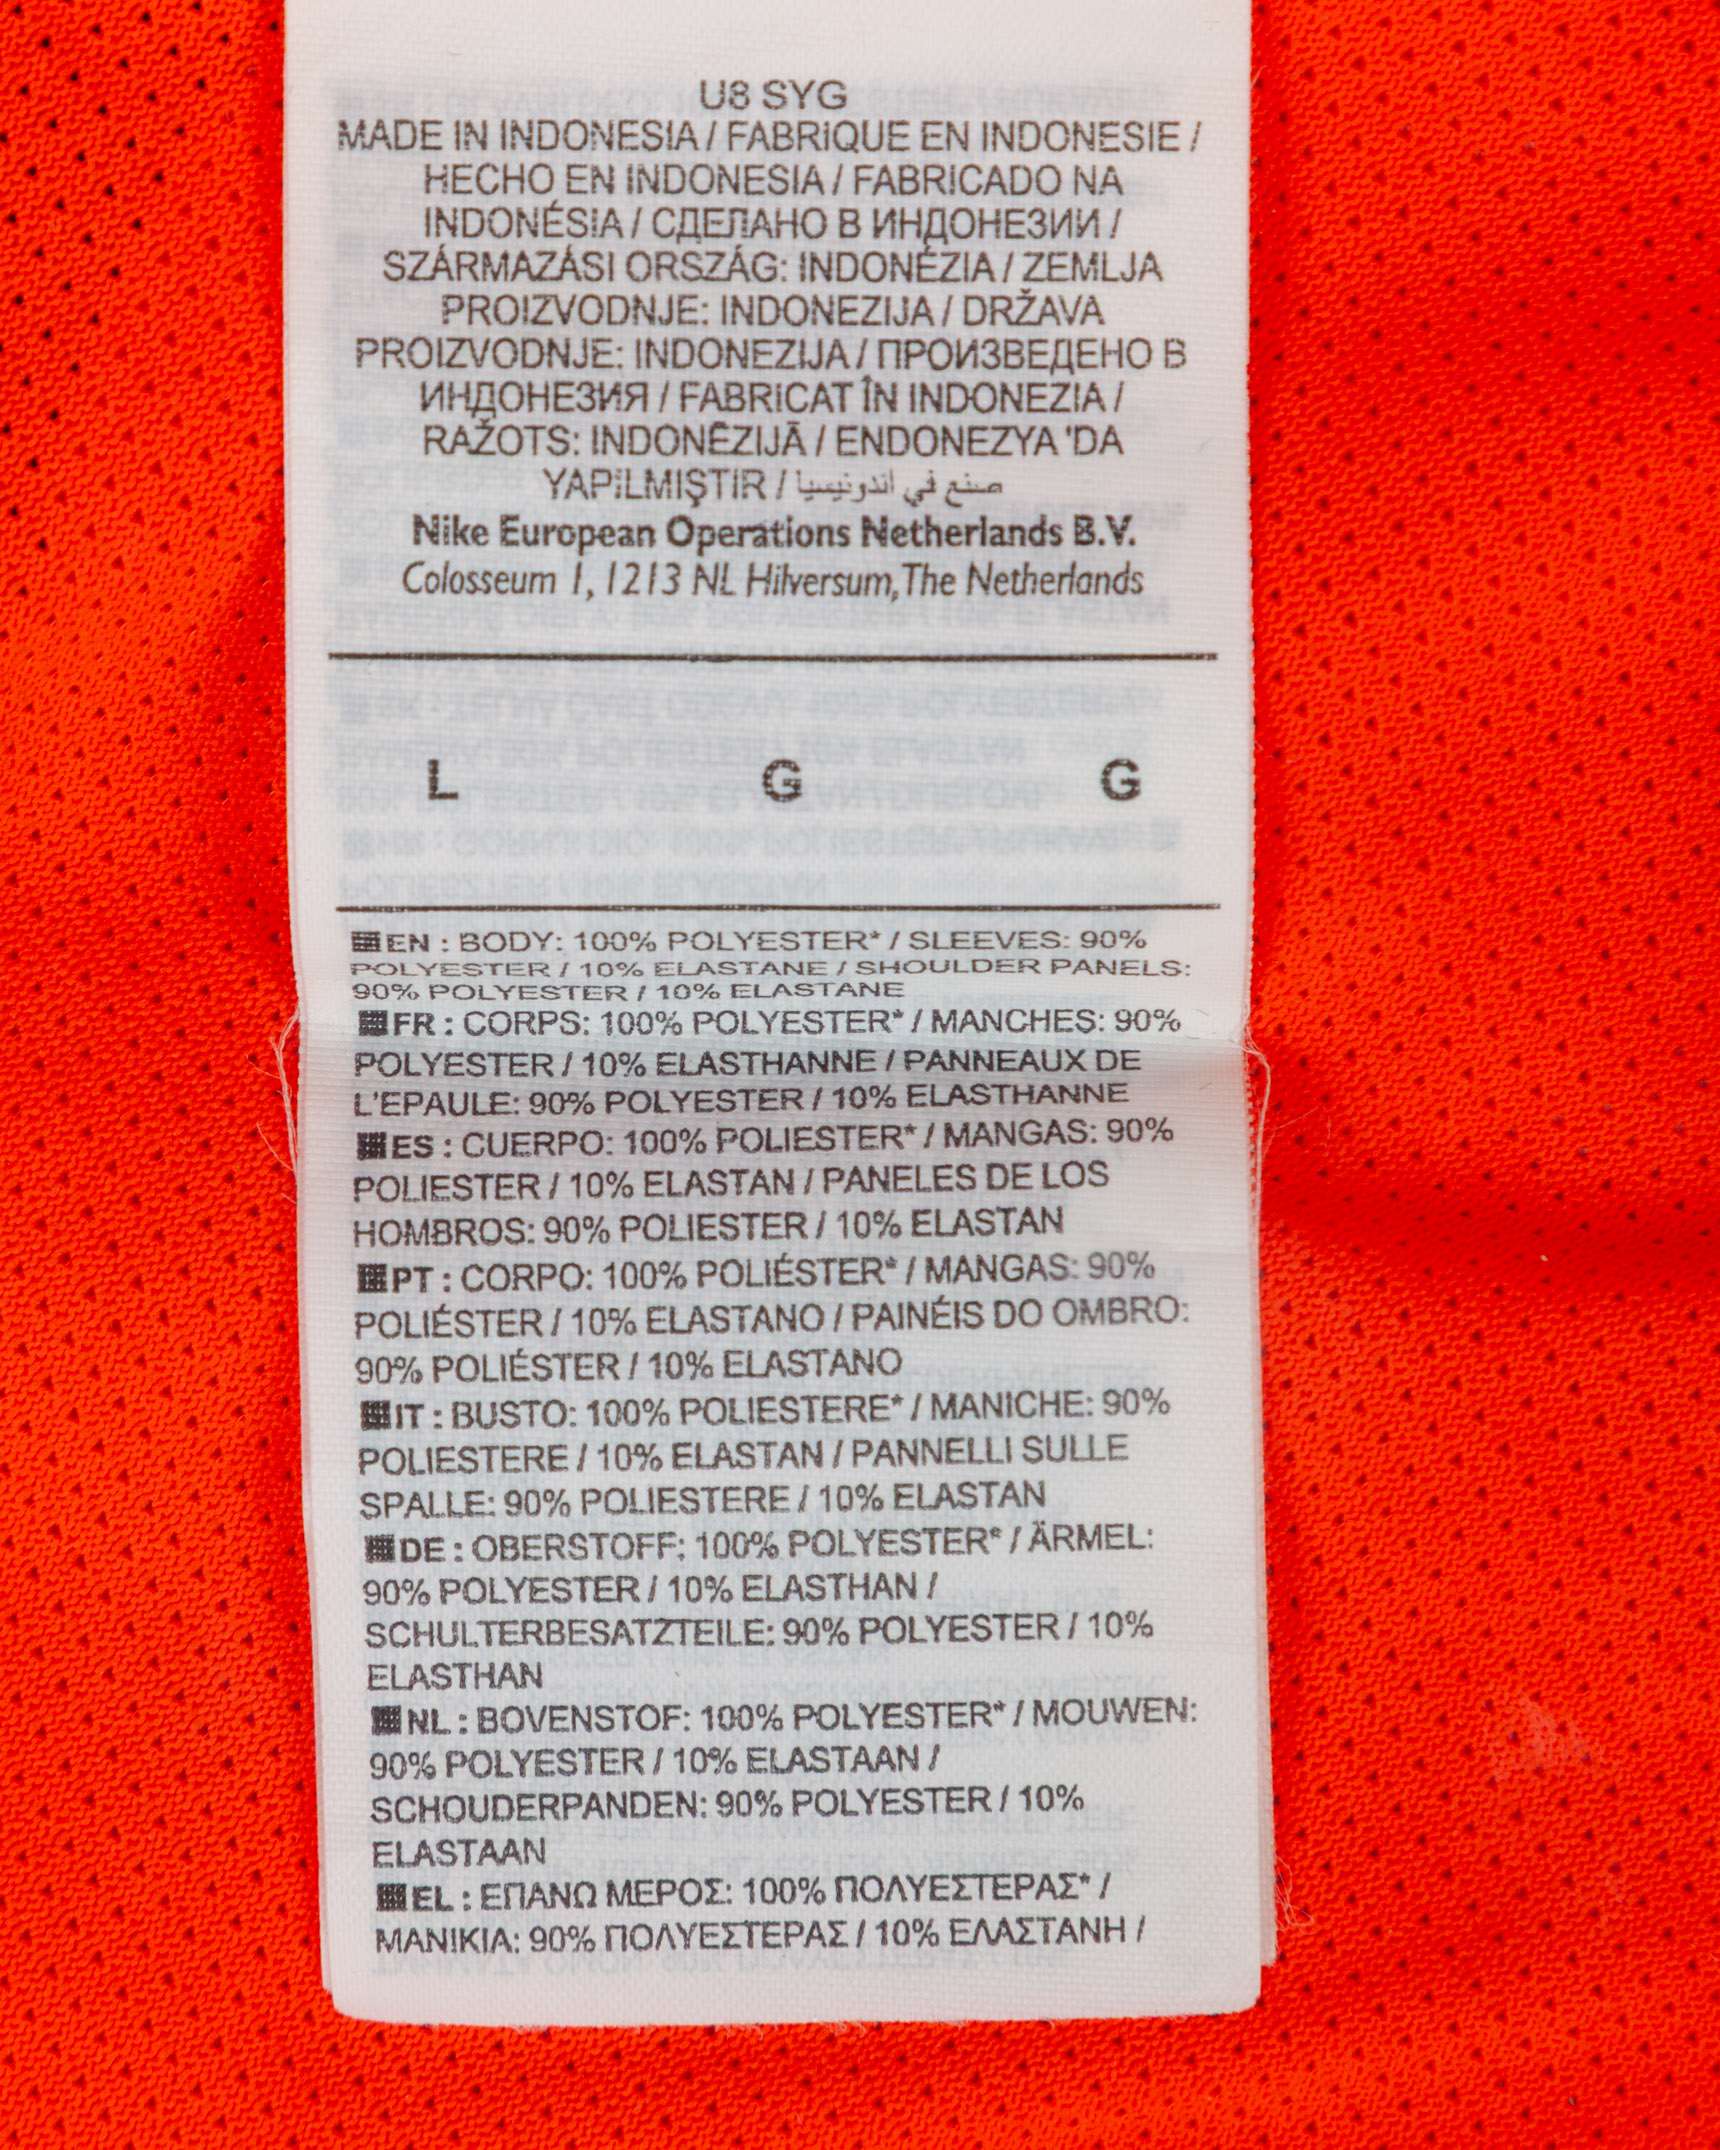 U8 SYG
MADE IN INDONESIA / FABRIQUE EN INDONESIE /
HECHO EN INDONESIA / FABRICADO NA
INDONÉSIA / СДЕЛАНО В ИНДОНЕЗИИ /
SZÁRMAZÁSI ORSZÁG: INDONÉZIA / ZEMLJA
PROIZVODNJE: INDONEZIJA / DRŽAVA
PROIZVODNJE: INDONEZIJA / ПРОИЗВЕДЕНО В
ИНДОНЕЗИЯ / FABRICAT ÎN INDONEZIA /
RAŽOTS: INDONĒZIJĀ / ENDONEZYA 'DA
YAPILMIŞTIR / صنع في اندونيسيا
Nike European Operations Netherlands B.V.
Colosseum 1, 1213 NL Hilversum, The Netherlands
L G G
EN : BODY: 100% POLYESTER* / SLEEVES: 90%
POLYESTER / 10% ELASTANE / SHOULDER PANELS:
90% POLYESTER / 10% ELASTANE
FR : CORPS: 100% POLYESTER* / MANCHES: 90%
POLYESTER / 10% ELASTHANNE / PANNEAUX DE
L'EPAULE: 90% POLYESTER / 10% ELASTHANNE
ES : CUERPO: 100% POLIESTER* / MANGAS: 90%
POLIESTER / 10% ELASTAN / PANELES DE LOS
HOMBROS: 90% POLIESTER / 10% ELASTAN
PT : CORPO: 100% POLIÉSTER* / MANGAS: 90%
POLIÉSTER / 10% ELASTANO / PAINÉIS DO OMBRO:
90% POLIÉSTER / 10% ELASTANO
IT : BUSTO: 100% POLIESTERE* / MANICHE: 90%
POLIESTERE / 10% ELASTAN / PANNELLI SULLE
SPALLE: 90% POLIESTERE / 10% ELASTAN
DE : OBERSTOFF: 100% POLYESTER* / ÄRMEL:
90% POLYESTER / 10% ELASTHAN /
SCHULTERBESATZTEILE: 90% POLYESTER / 10%
ELASTHAN
NL : BOVENSTOF: 100% POLYESTER* / MOUWEN:
90% POLYESTER / 10% ELASTAAN /
SCHOUDERPANDEN: 90% POLYESTER / 10%
ELASTAAN
EL : ΕΠΑΝΩ ΜΕΡΟΣ: 100% ΠΟΛΥΕΣΤΕΡΑΣ* /
ΜΑΝΙΚΙΑ: 90% ΠΟΛΥΕΣΤΕΡΑΣ / 10% ΕΛΑΣΤΑΝΗ /